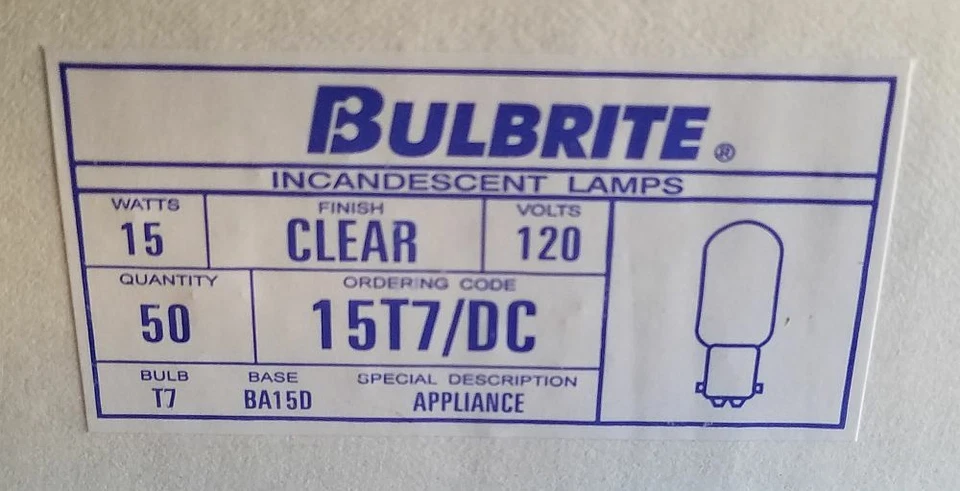 BULBRITE®
INCANDESCENT LAMPS
WATTS FINISH VOLTS
15 CLEAR 120
QUANTITY ORDERING CODE
50 15T7/DC
BULB BASE SPECIAL DESCRIPTION
T7 BA15D APPLIANCE